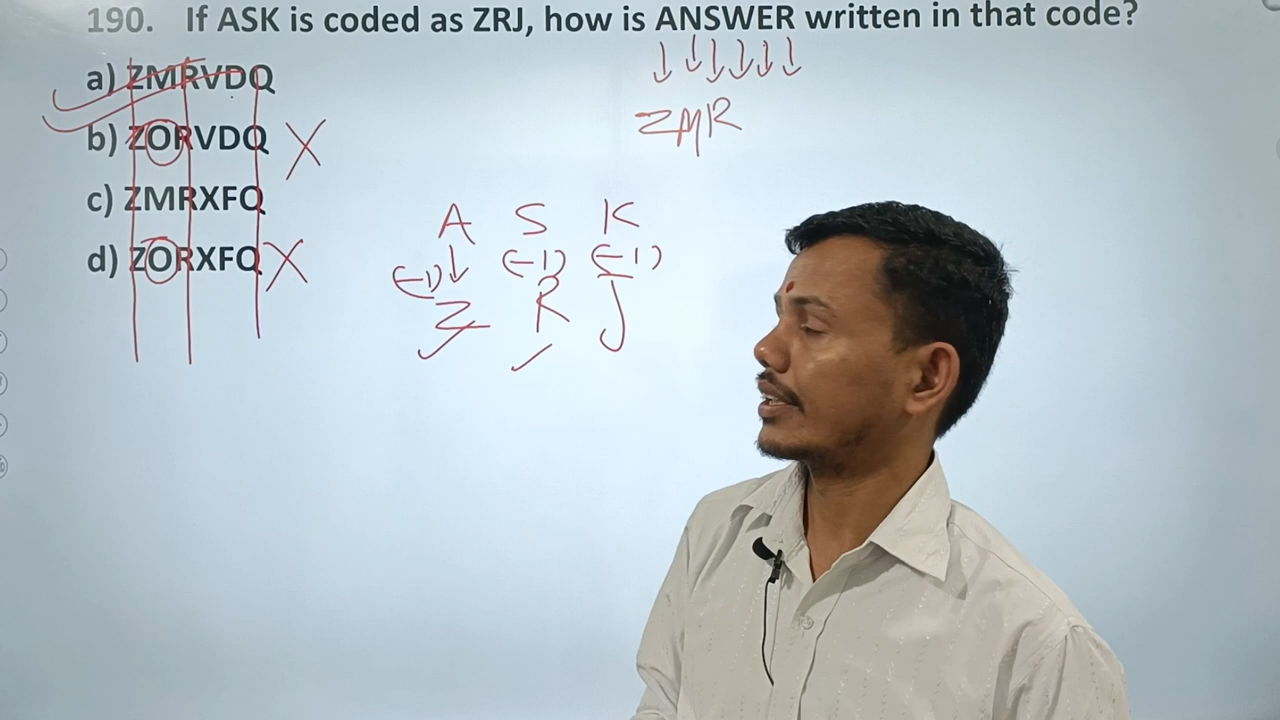 190. If ASK is coded as ZRJ, how is ANSWER written in that code?
a) ZMRVDQ
b) ZORVDQ X
c) ZMRXFQ
d) ZORXFQ X
ZMR
A S K
(-1) (-1) (-1)
Z R J